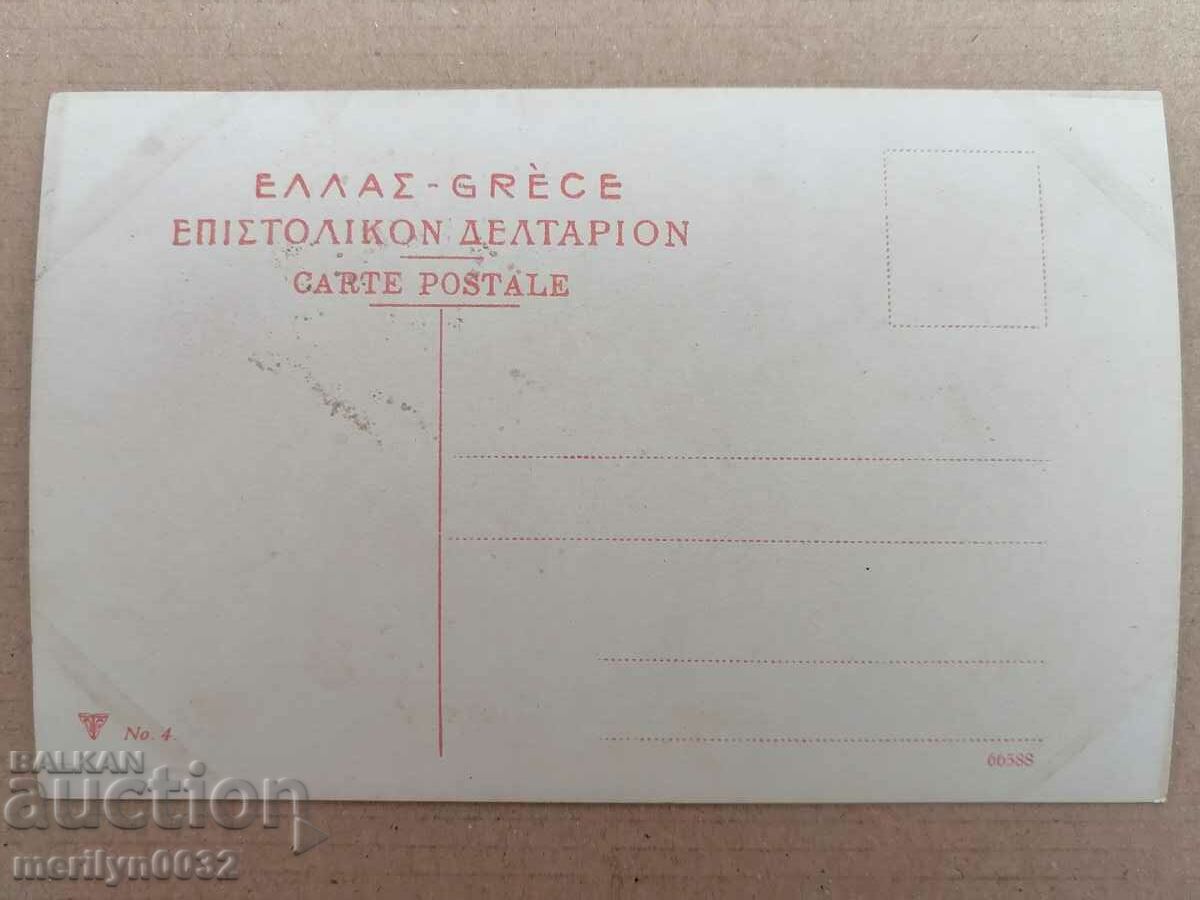 ΕΛΛΑΣ - GRÈCE
ΕΠΙΣΤΟΛΙΚΟΝ ΔΕΛΤΑΡΙΟΝ
CARTE POSTALE
No. 4.
66588
BALKAN
auction
merilyn0032